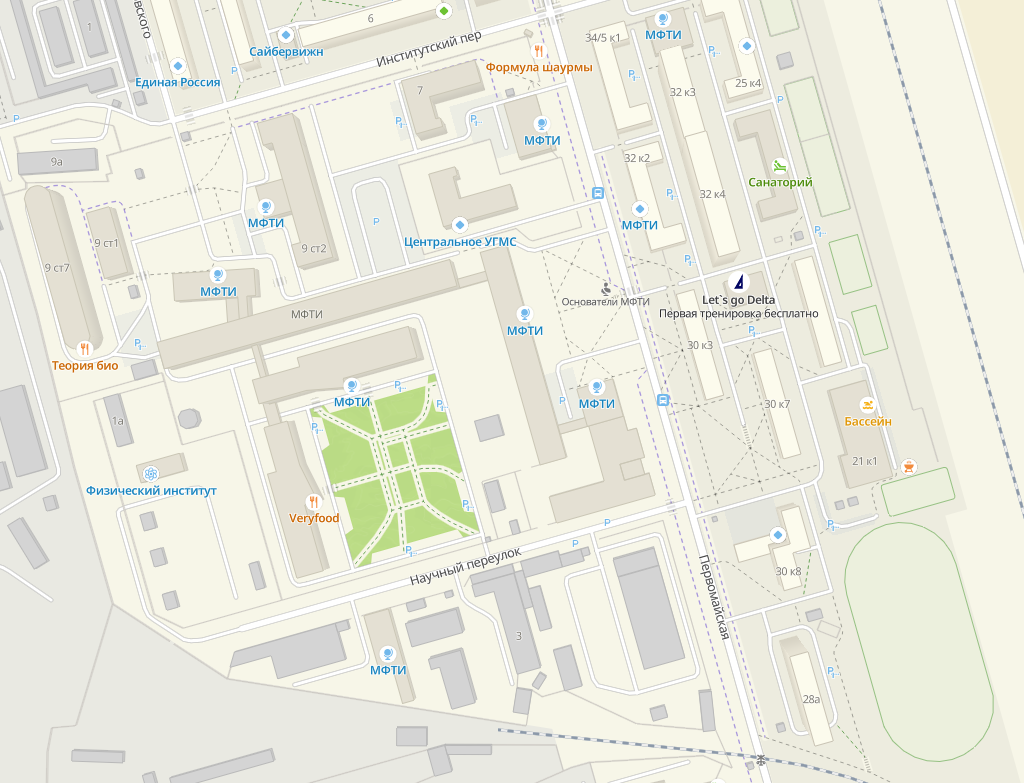 вского
6
Сайбервижн
Институтский пер
34/5 к1
МФТИ
1
Единая Россия
P
Формула шаурмы
P
P
7
32 к3
25 к4
P
P
P
P
МФТИ
9а
32 к2
Санаторий
32 к4
P
МФТИ
P
МФТИ
9 ст1
9 ст2
Центральное УГМС
P
9 ст7
P
МФТИ
Основатели МФТИ
Let`s go Delta
Первая тренировка бесплатно
МФТИ
МФТИ
P
P
30 к3
Теория био
P
МФТИ
P
P
МФТИ
30 к7
1а
P
Бассейн
21 к1
Физический институт
P
Veryfood
P
P
P
P
Научный переулок
Первомайская
30 к8
3
МФТИ
P
28а